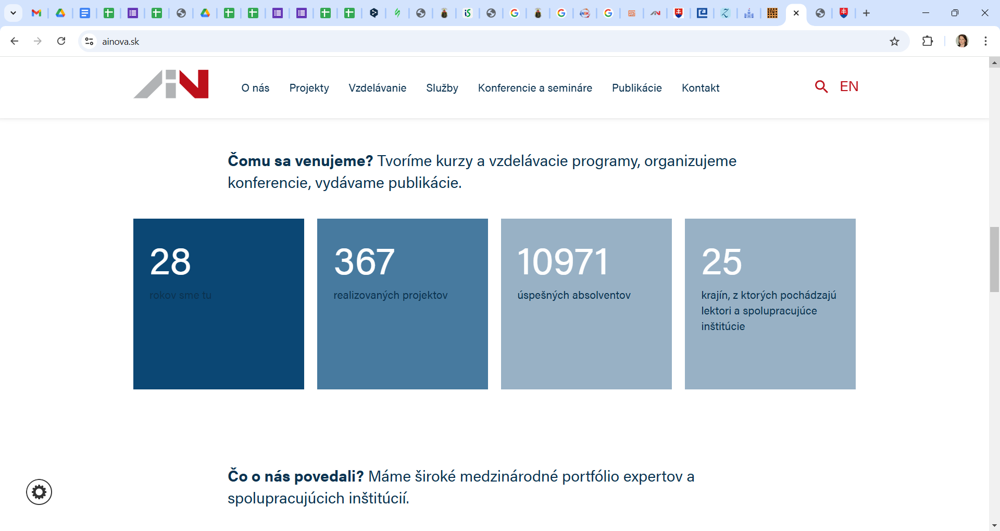 ainova.sk
AiN
O nás
Projekty
Vzdelávanie
Služby
Konferencie a semináre
Publikácie
Kontakt
EN
Čomu sa venujeme? Tvoríme kurzy a vzdelávacie programy, organizujeme
konferencie, vydávame publikácie.
28
rokov sme tu
367
realizovaných projektov
10971
úspešných absolventov
25
krajín, z ktorých pochádzajú
lektori a spolupracujúce
inštitúcie
Čo o nás povedali? Máme široké medzinárodné portfólio expertov a
spolupracujúcich inštitúcií.